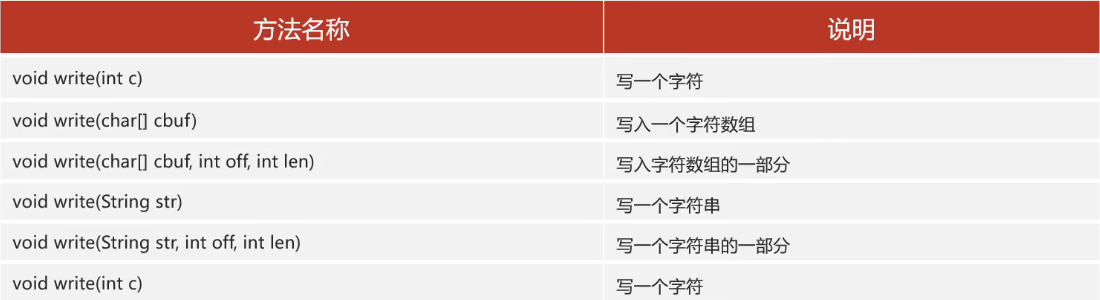 方法名称 说明
void write(int c) 写一个字符
void write(char[] cbuf) 写入一个字符数组
void write(char[] cbuf, int off, int len) 写入字符数组的一部分
void write(String str) 写一个字符串
void write(String str, int off, int len) 写一个字符串的一部分
void write(int c) 写一个字符